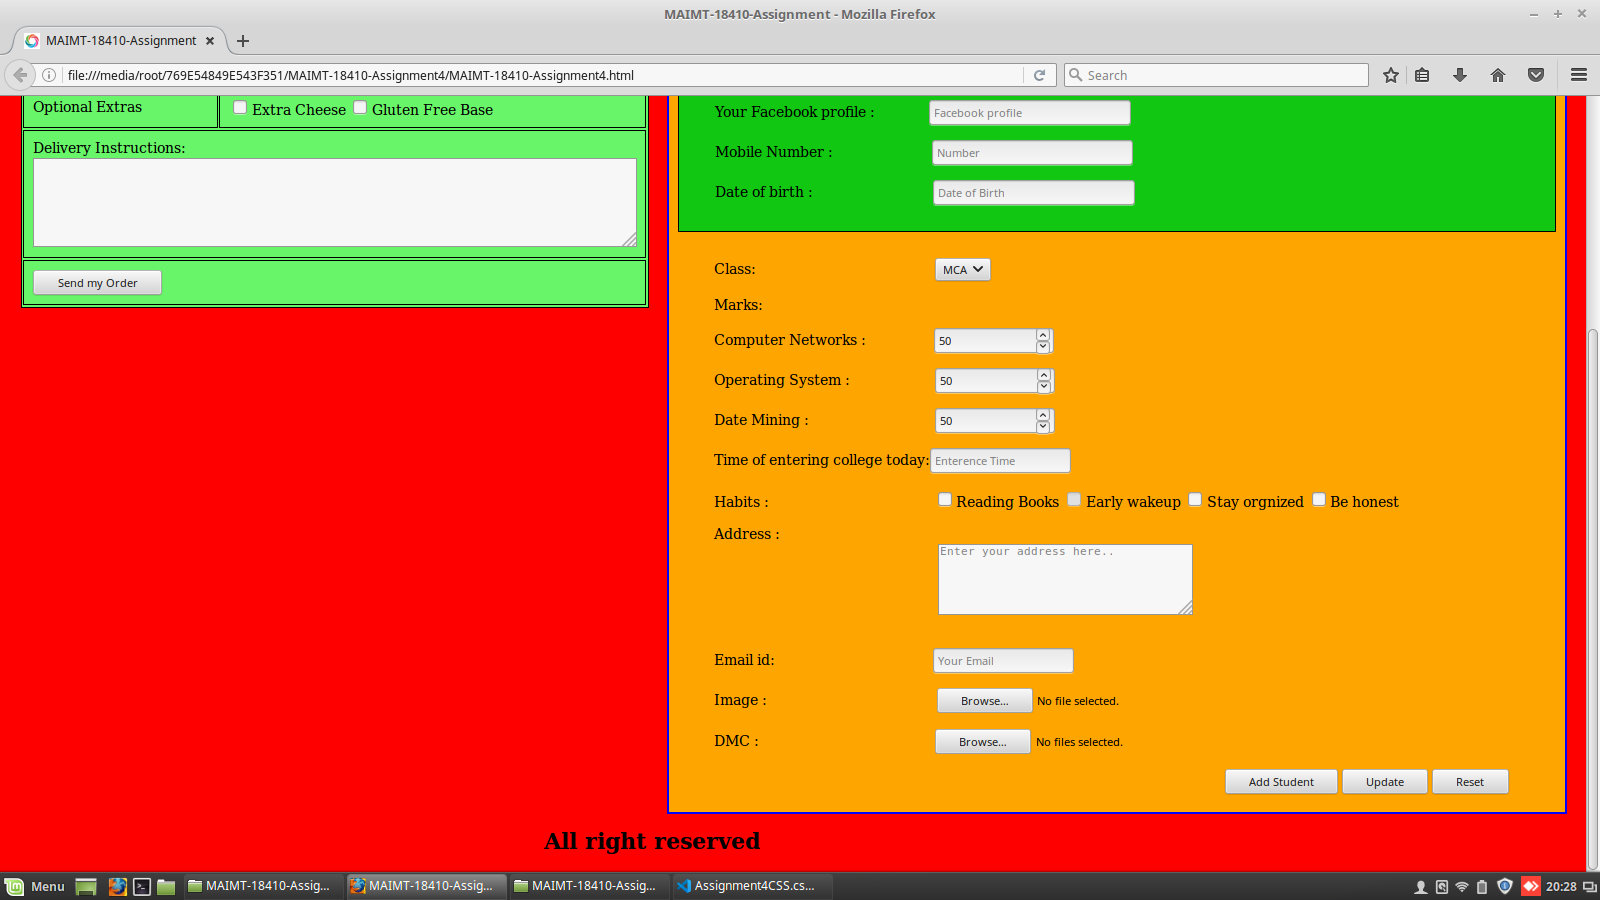 MAIMT-18410-Assignment - Mozilla Firefox
MAIMT-18410-Assignment
file:///media/root/769E54849E543F351/MAIMT-18410-Assignment4/MAIMT-18410-Assignment4.html
Search
Optional Extras
Extra Cheese
Gluten Free Base
Delivery Instructions:
Send my Order
Your Facebook profile :
Facebook profile
Mobile Number :
Number
Date of birth :
Date of Birth
Class:
MCA
Marks:
Computer Networks :
50
Operating System :
50
Date Mining :
50
Time of entering college today:
Enterence Time
Habits :
Reading Books
Early wakeup
Stay orgnized
Be honest
Address :
Enter your address here..
Email id:
Your Email
Image :
Browse...
No file selected.
DMC :
Browse...
No files selected.
Add Student
Update
Reset
All right reserved
Menu
MAIMT-18410-Assig...
MAIMT-18410-Assig...
MAIMT-18410-Assig...
Assignment4CSS.cs...
20:28